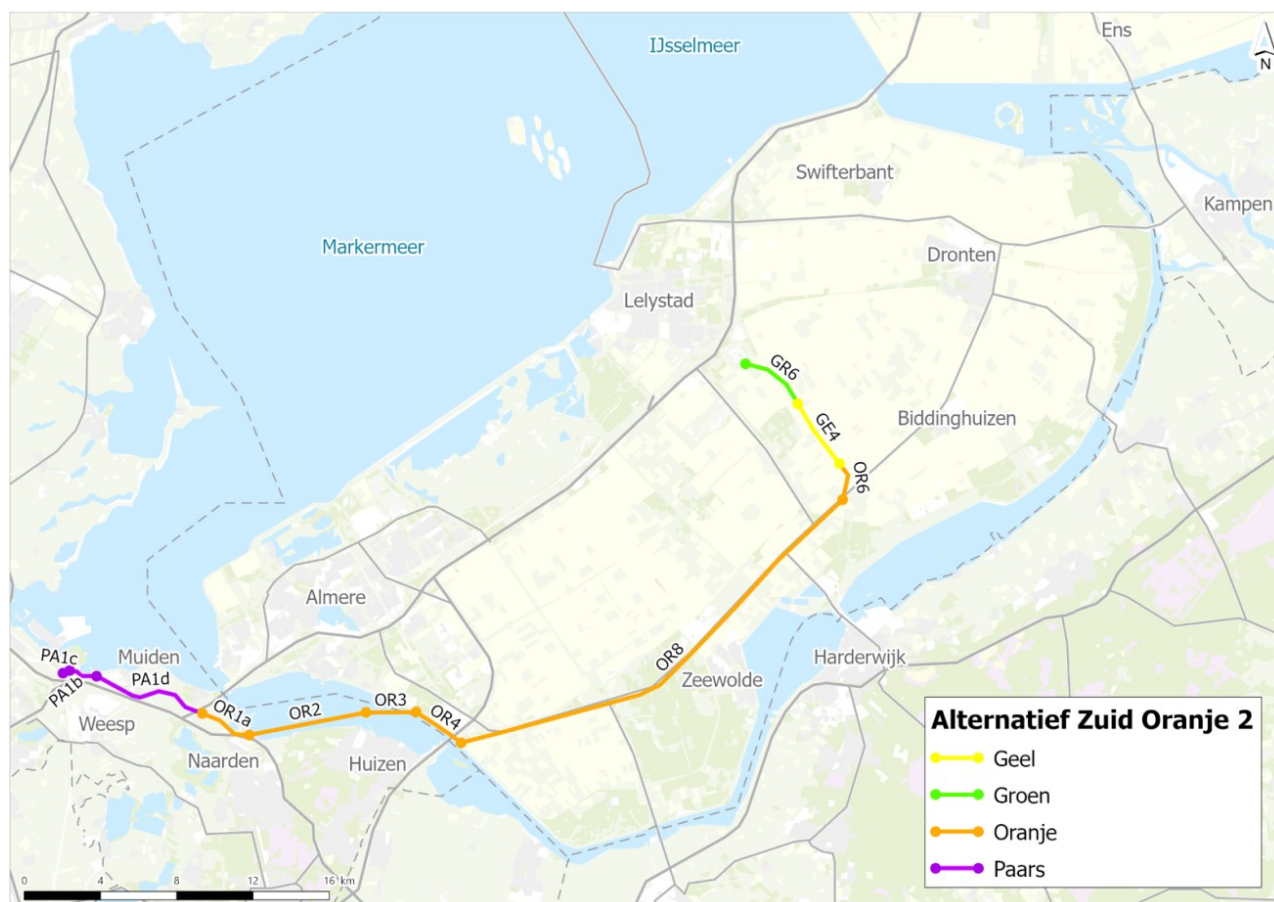 IJsselmeer
Ens
N
Swifterbant
Kampen
Markermeer
Dronten
Lelystad
GR6
GE4
Biddinghuizen
OR6
Almere
PA1c
Muiden
PA1b
PA1d
Weesp
OR1a
OR2
OR3
OR4
OR8
Zeewolde
Harderwijk
Naarden
Huizen
Alternatief Zuid Oranje 2
Geel
Groen
Oranje
Paars
0 4 8 12 16 km